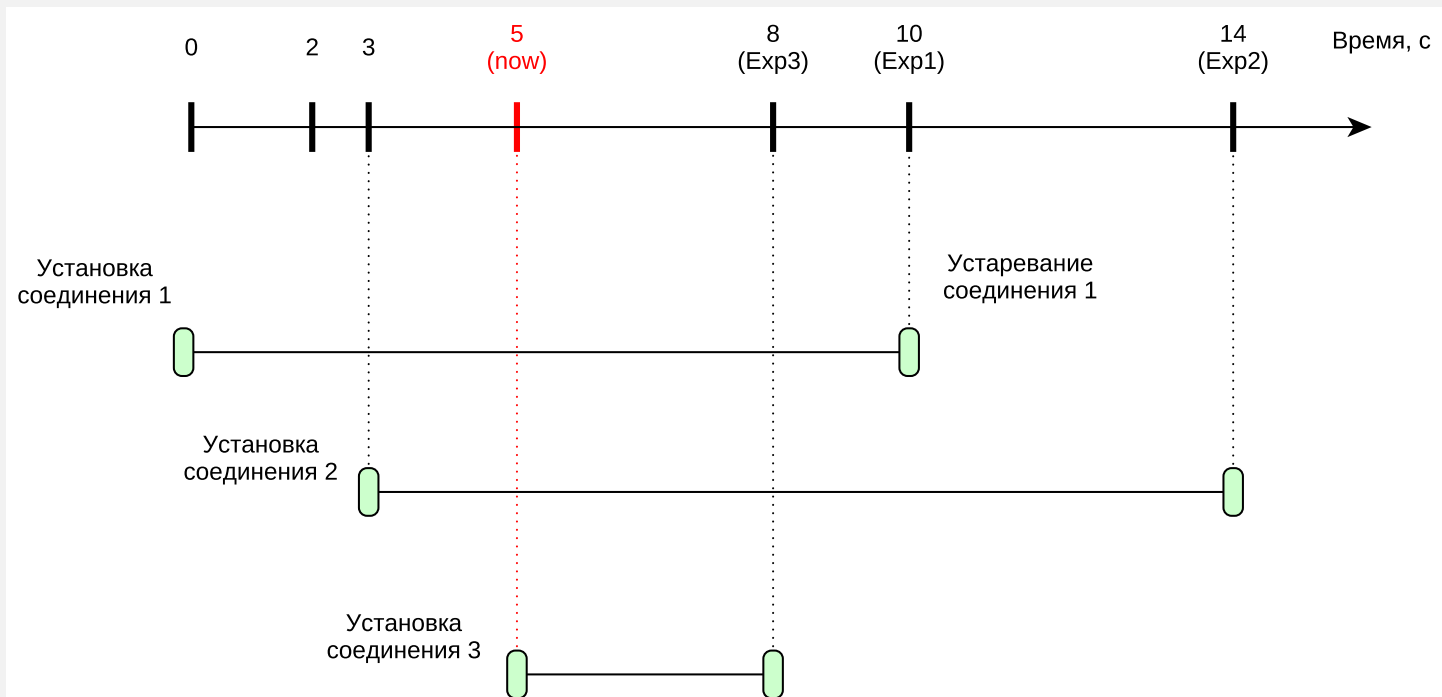 0
2
3
5
(now)
8
(Exp3)
10
(Exp1)
14
(Exp2)
Время, с
Установка
соединения 1
Устаревание
соединения 1
Установка
соединения 2
Установка
соединения 3